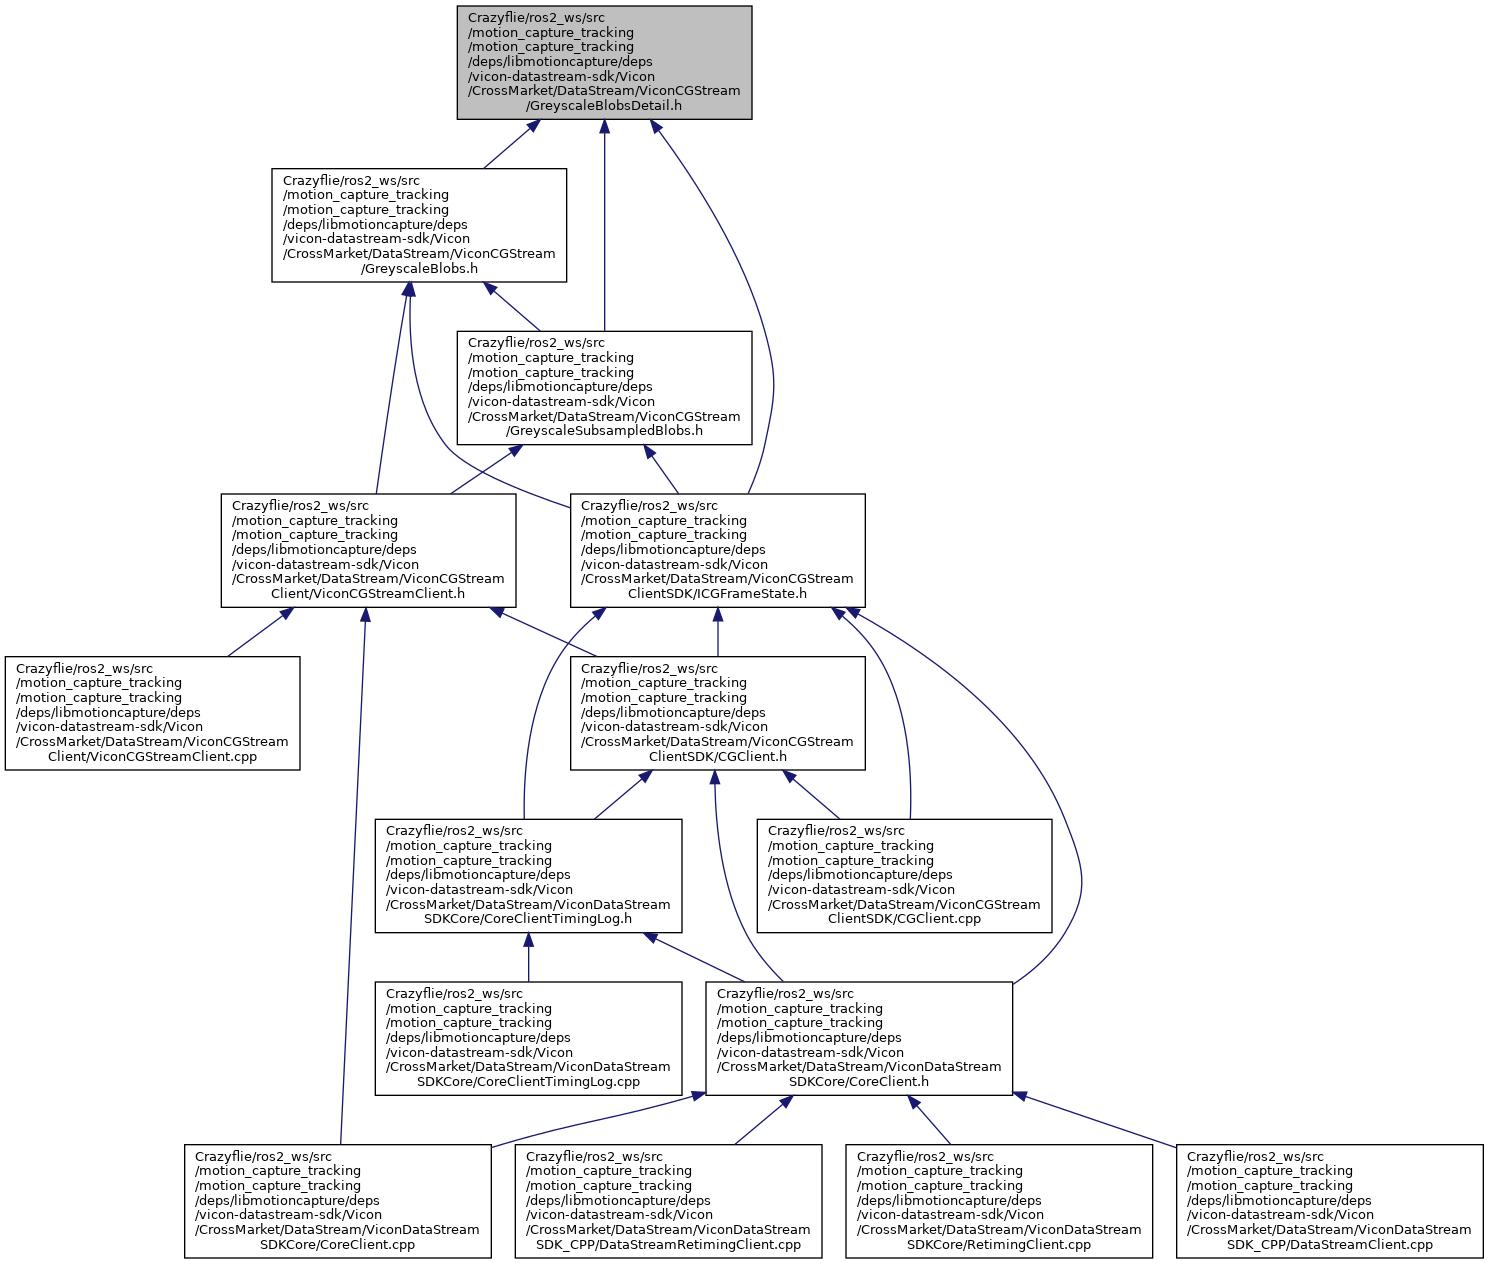 Crazyflie/ros2_ws/src
/motion_capture_tracking
/motion_capture_tracking
/deps/libmotioncapture/deps
/vicon-datastream-sdk/Vicon
/CrossMarket/DataStream/ViconCGStream
/GreyscaleBlobsDetail.h
Crazyflie/ros2_ws/src
/motion_capture_tracking
/motion_capture_tracking
/deps/libmotioncapture/deps
/vicon-datastream-sdk/Vicon
/CrossMarket/DataStream/ViconCGStream
/GreyscaleBlobs.h
Crazyflie/ros2_ws/src
/motion_capture_tracking
/motion_capture_tracking
/deps/libmotioncapture/deps
/vicon-datastream-sdk/Vicon
/CrossMarket/DataStream/ViconCGStream
/GreyscaleSubsampledBlobs.h
Crazyflie/ros2_ws/src
/motion_capture_tracking
/motion_capture_tracking
/deps/libmotioncapture/deps
/vicon-datastream-sdk/Vicon
/CrossMarket/DataStream/ViconCGStream
Client/ViconCGStreamClient.h
Crazyflie/ros2_ws/src
/motion_capture_tracking
/motion_capture_tracking
/deps/libmotioncapture/deps
/vicon-datastream-sdk/Vicon
/CrossMarket/DataStream/ViconCGStream
ClientSDK/ICGFrameState.h
Crazyflie/ros2_ws/src
/motion_capture_tracking
/motion_capture_tracking
/deps/libmotioncapture/deps
/vicon-datastream-sdk/Vicon
/CrossMarket/DataStream/ViconCGStream
Client/ViconCGStreamClient.cpp
Crazyflie/ros2_ws/src
/motion_capture_tracking
/motion_capture_tracking
/deps/libmotioncapture/deps
/vicon-datastream-sdk/Vicon
/CrossMarket/DataStream/ViconCGStream
ClientSDK/CGClient.h
Crazyflie/ros2_ws/src
/motion_capture_tracking
/motion_capture_tracking
/deps/libmotioncapture/deps
/vicon-datastream-sdk/Vicon
/CrossMarket/DataStream/ViconDataStream
SDKCore/CoreClientTimingLog.h
Crazyflie/ros2_ws/src
/motion_capture_tracking
/motion_capture_tracking
/deps/libmotioncapture/deps
/vicon-datastream-sdk/Vicon
/CrossMarket/DataStream/ViconCGStream
ClientSDK/CGClient.cpp
Crazyflie/ros2_ws/src
/motion_capture_tracking
/motion_capture_tracking
/deps/libmotioncapture/deps
/vicon-datastream-sdk/Vicon
/CrossMarket/DataStream/ViconDataStream
SDKCore/CoreClientTimingLog.cpp
Crazyflie/ros2_ws/src
/motion_capture_tracking
/motion_capture_tracking
/deps/libmotioncapture/deps
/vicon-datastream-sdk/Vicon
/CrossMarket/DataStream/ViconDataStream
SDKCore/CoreClient.h
Crazyflie/ros2_ws/src
/motion_capture_tracking
/motion_capture_tracking
/deps/libmotioncapture/deps
/vicon-datastream-sdk/Vicon
/CrossMarket/DataStream/ViconDataStream
SDKCore/CoreClient.cpp
Crazyflie/ros2_ws/src
/motion_capture_tracking
/motion_capture_tracking
/deps/libmotioncapture/deps
/vicon-datastream-sdk/Vicon
/CrossMarket/DataStream/ViconDataStream
SDK_CPP/DataStreamRetimingClient.cpp
Crazyflie/ros2_ws/src
/motion_capture_tracking
/motion_capture_tracking
/deps/libmotioncapture/deps
/vicon-datastream-sdk/Vicon
/CrossMarket/DataStream/ViconDataStream
SDKCore/RetimingClient.cpp
Crazyflie/ros2_ws/src
/motion_capture_tracking
/motion_capture_tracking
/deps/libmotioncapture/deps
/vicon-datastream-sdk/Vicon
/CrossMarket/DataStream/ViconDataStream
SDK_CPP/DataStreamClient.cpp